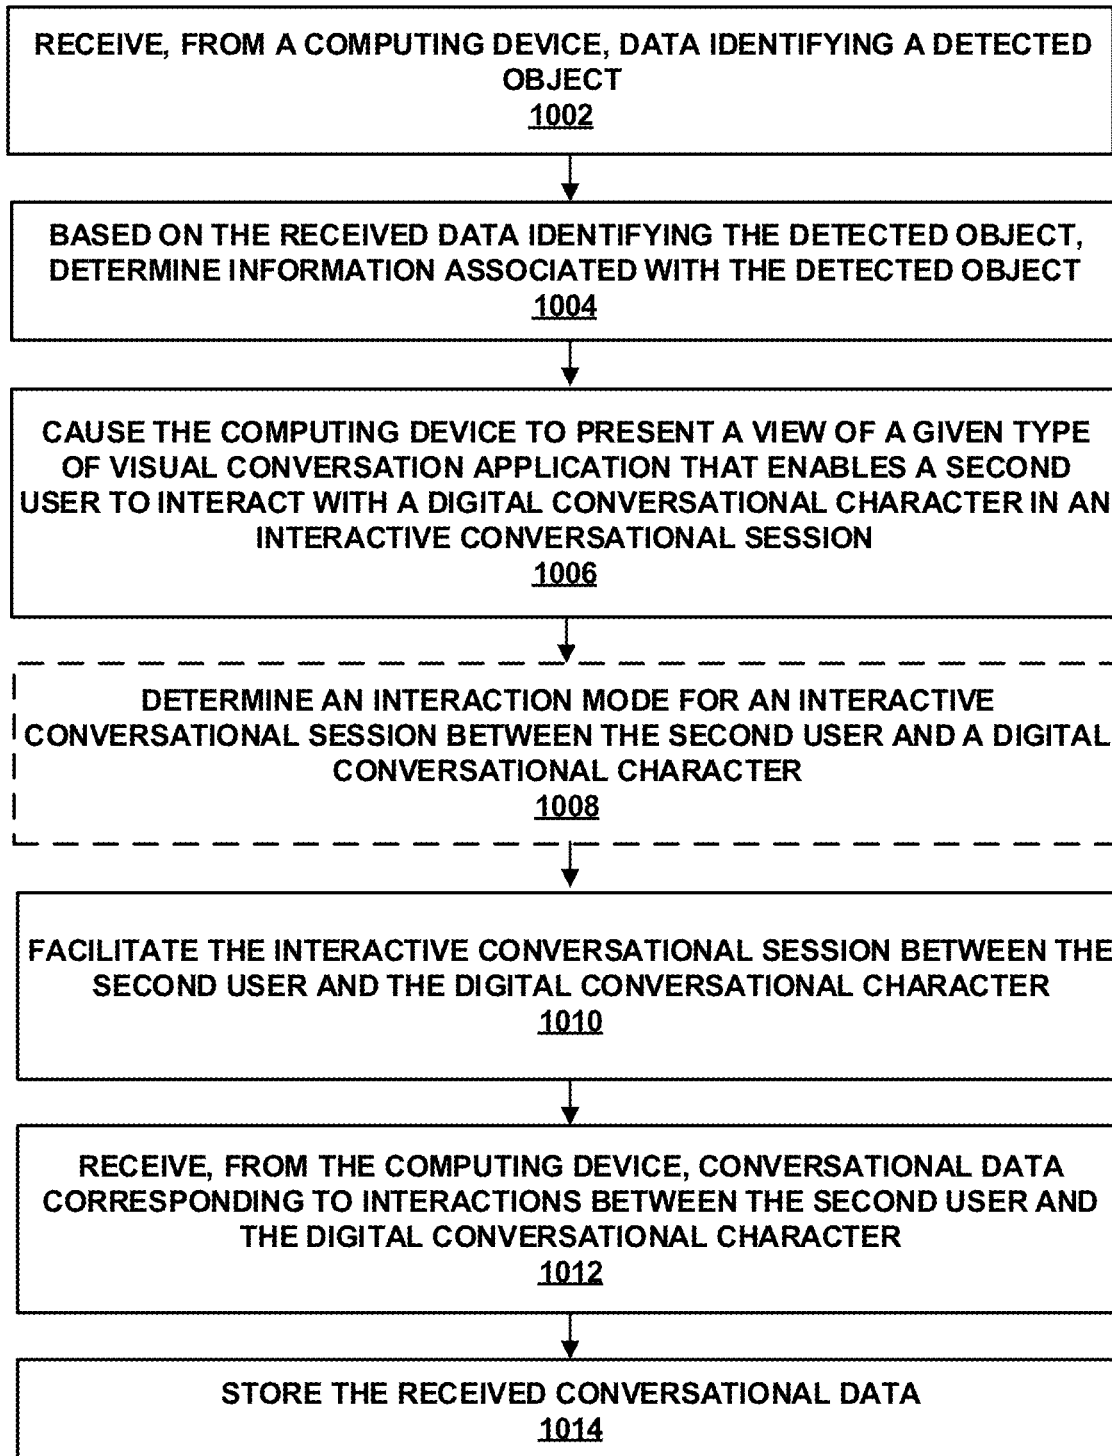 RECEIVE, FROM A COMPUTING DEVICE, DATA IDENTIFYING A DETECTED
OBJECT
1002
BASED ON THE RECEIVED DATA IDENTIFYING THE DETECTED OBJECT,
DETERMINE INFORMATION ASSOCIATED WITH THE DETECTED OBJECT
1004
CAUSE THE COMPUTING DEVICE TO PRESENT A VIEW OF A GIVEN TYPE
OF VISUAL CONVERSATION APPLICATION THAT ENABLES A SECOND
USER TO INTERACT WITH A DIGITAL CONVERSATIONAL CHARACTER IN AN
INTERACTIVE CONVERSATIONAL SESSION
1006
DETERMINE AN INTERACTION MODE FOR AN INTERACTIVE
CONVERSATIONAL SESSION BETWEEN THE SECOND USER AND A DIGITAL
CONVERSATIONAL CHARACTER
1008
FACILITATE THE INTERACTIVE CONVERSATIONAL SESSION BETWEEN THE
SECOND USER AND THE DIGITAL CONVERSATIONAL CHARACTER
1010
RECEIVE, FROM THE COMPUTING DEVICE, CONVERSATIONAL DATA
CORRESPONDING TO INTERACTIONS BETWEEN THE SECOND USER AND
THE DIGITAL CONVERSATIONAL CHARACTER
1012
STORE THE RECEIVED CONVERSATIONAL DATA
1014